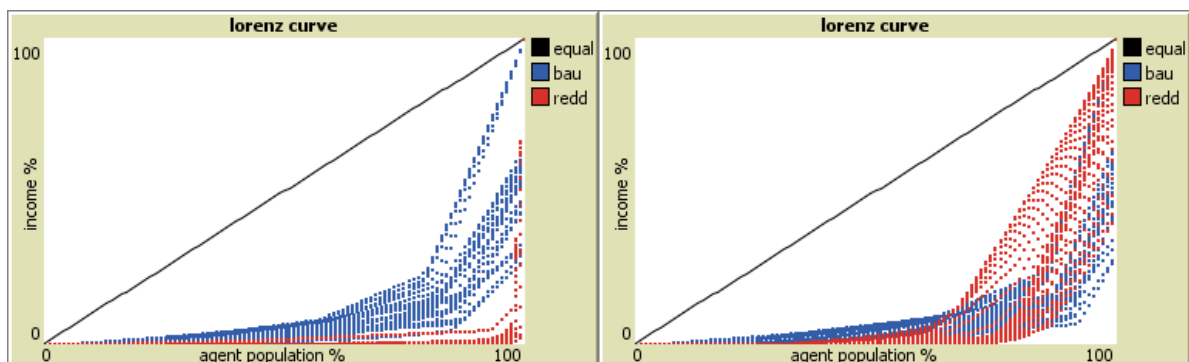 lorenz curve
100
income %
0
0
agent population %
100
equal
bau
redd
lorenz curve
100
income %
0
0
agent population %
100
equal
bau
redd